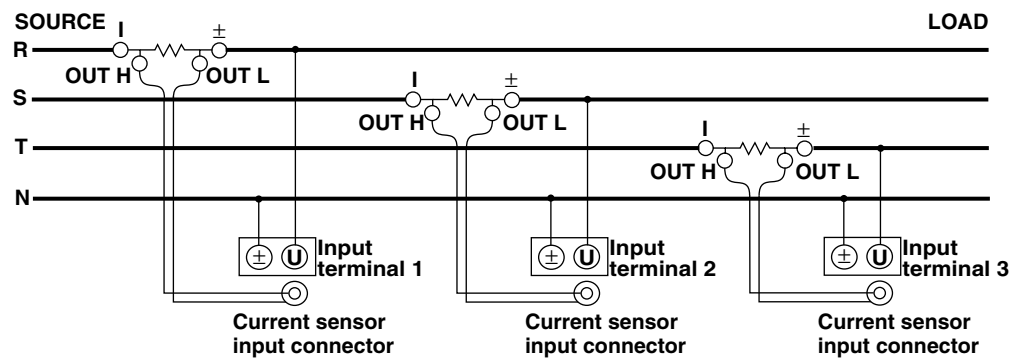 SOURCE I ± LOAD
R
OUT H OUT L
I ±
S
OUT H OUT L
I ±
T
OUT H OUT L
N
± U Input terminal 1
± U Input terminal 2
± U Input terminal 3
Current sensor input connector
Current sensor input connector
Current sensor input connector